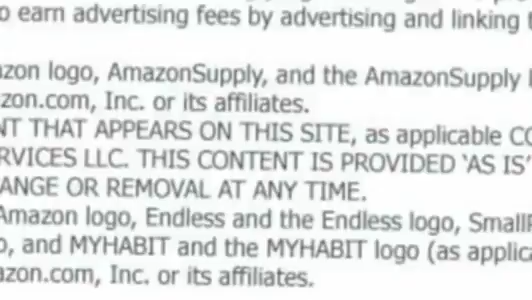 o earn advertising fees by advertising and linking
azon logo, AmazonSupply, and the AmazonSupply
zon.com, Inc. or its affiliates.
NT THAT APPEARS ON THIS SITE, as applicable CO
RVICES LLC. THIS CONTENT IS PROVIDED 'AS IS'
ANGE OR REMOVAL AT ANY TIME.
Amazon logo, Endless and the Endless logo, Small
o, and MYHABIT and the MYHABIT logo (as applica
azon.com, Inc. or its affiliates.